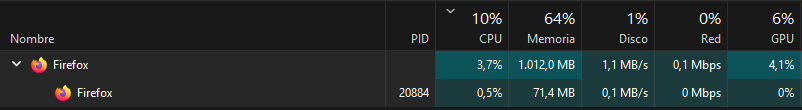 10% 64% 1% 0% 6%
Nombre PID CPU Memoria Disco Red GPU
Firefox 3,7% 1.012,0 MB 1,1 MB/s 0,1 Mbps 4,1%
Firefox 20884 0,5% 71,4 MB 0,1 MB/s 0 Mbps 0%